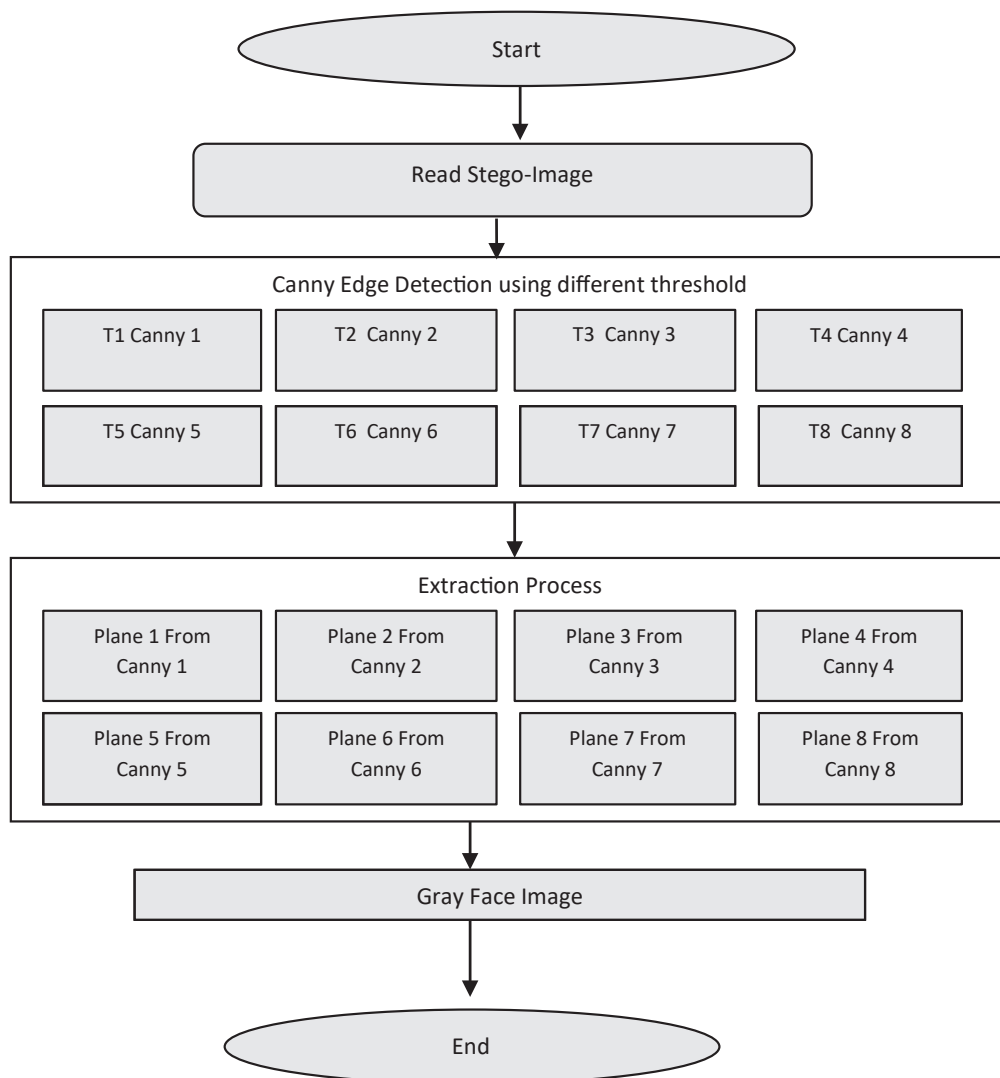 Start
Read Stego-Image
Canny Edge Detection using different threshold
T1 Canny 1
T2 Canny 2
T3 Canny 3
T4 Canny 4
T5 Canny 5
T6 Canny 6
T7 Canny 7
T8 Canny 8
Extraction Process
Plane 1 From
Canny 1
Plane 2 From
Canny 2
Plane 3 From
Canny 3
Plane 4 From
Canny 4
Plane 5 From
Canny 5
Plane 6 From
Canny 6
Plane 7 From
Canny 7
Plane 8 From
Canny 8
Gray Face Image
End